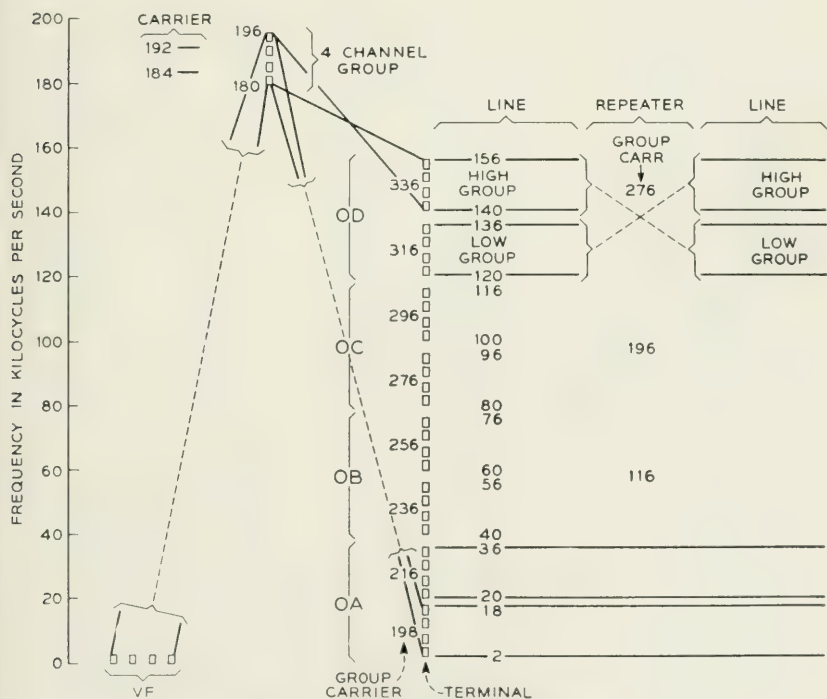 FREQUENCY IN KILOCYCLES PER SECOND
200
180
160
140
120
100
80
60
40
20
0
CARRIER
192
184
196
180
4 CHANNEL
GROUP
LINE
REPEATER
LINE
GROUP
CARR
276
156
HIGH
GROUP
140
136
LOW
GROUP
120
116
100
96
80
76
60
56
40
36
20
18
2
HIGH
GROUP
LOW
GROUP
196
116
OD
OC
OB
OA
336
316
296
276
256
236
216
198
VF
GROUP
CARRIER
TERMINAL